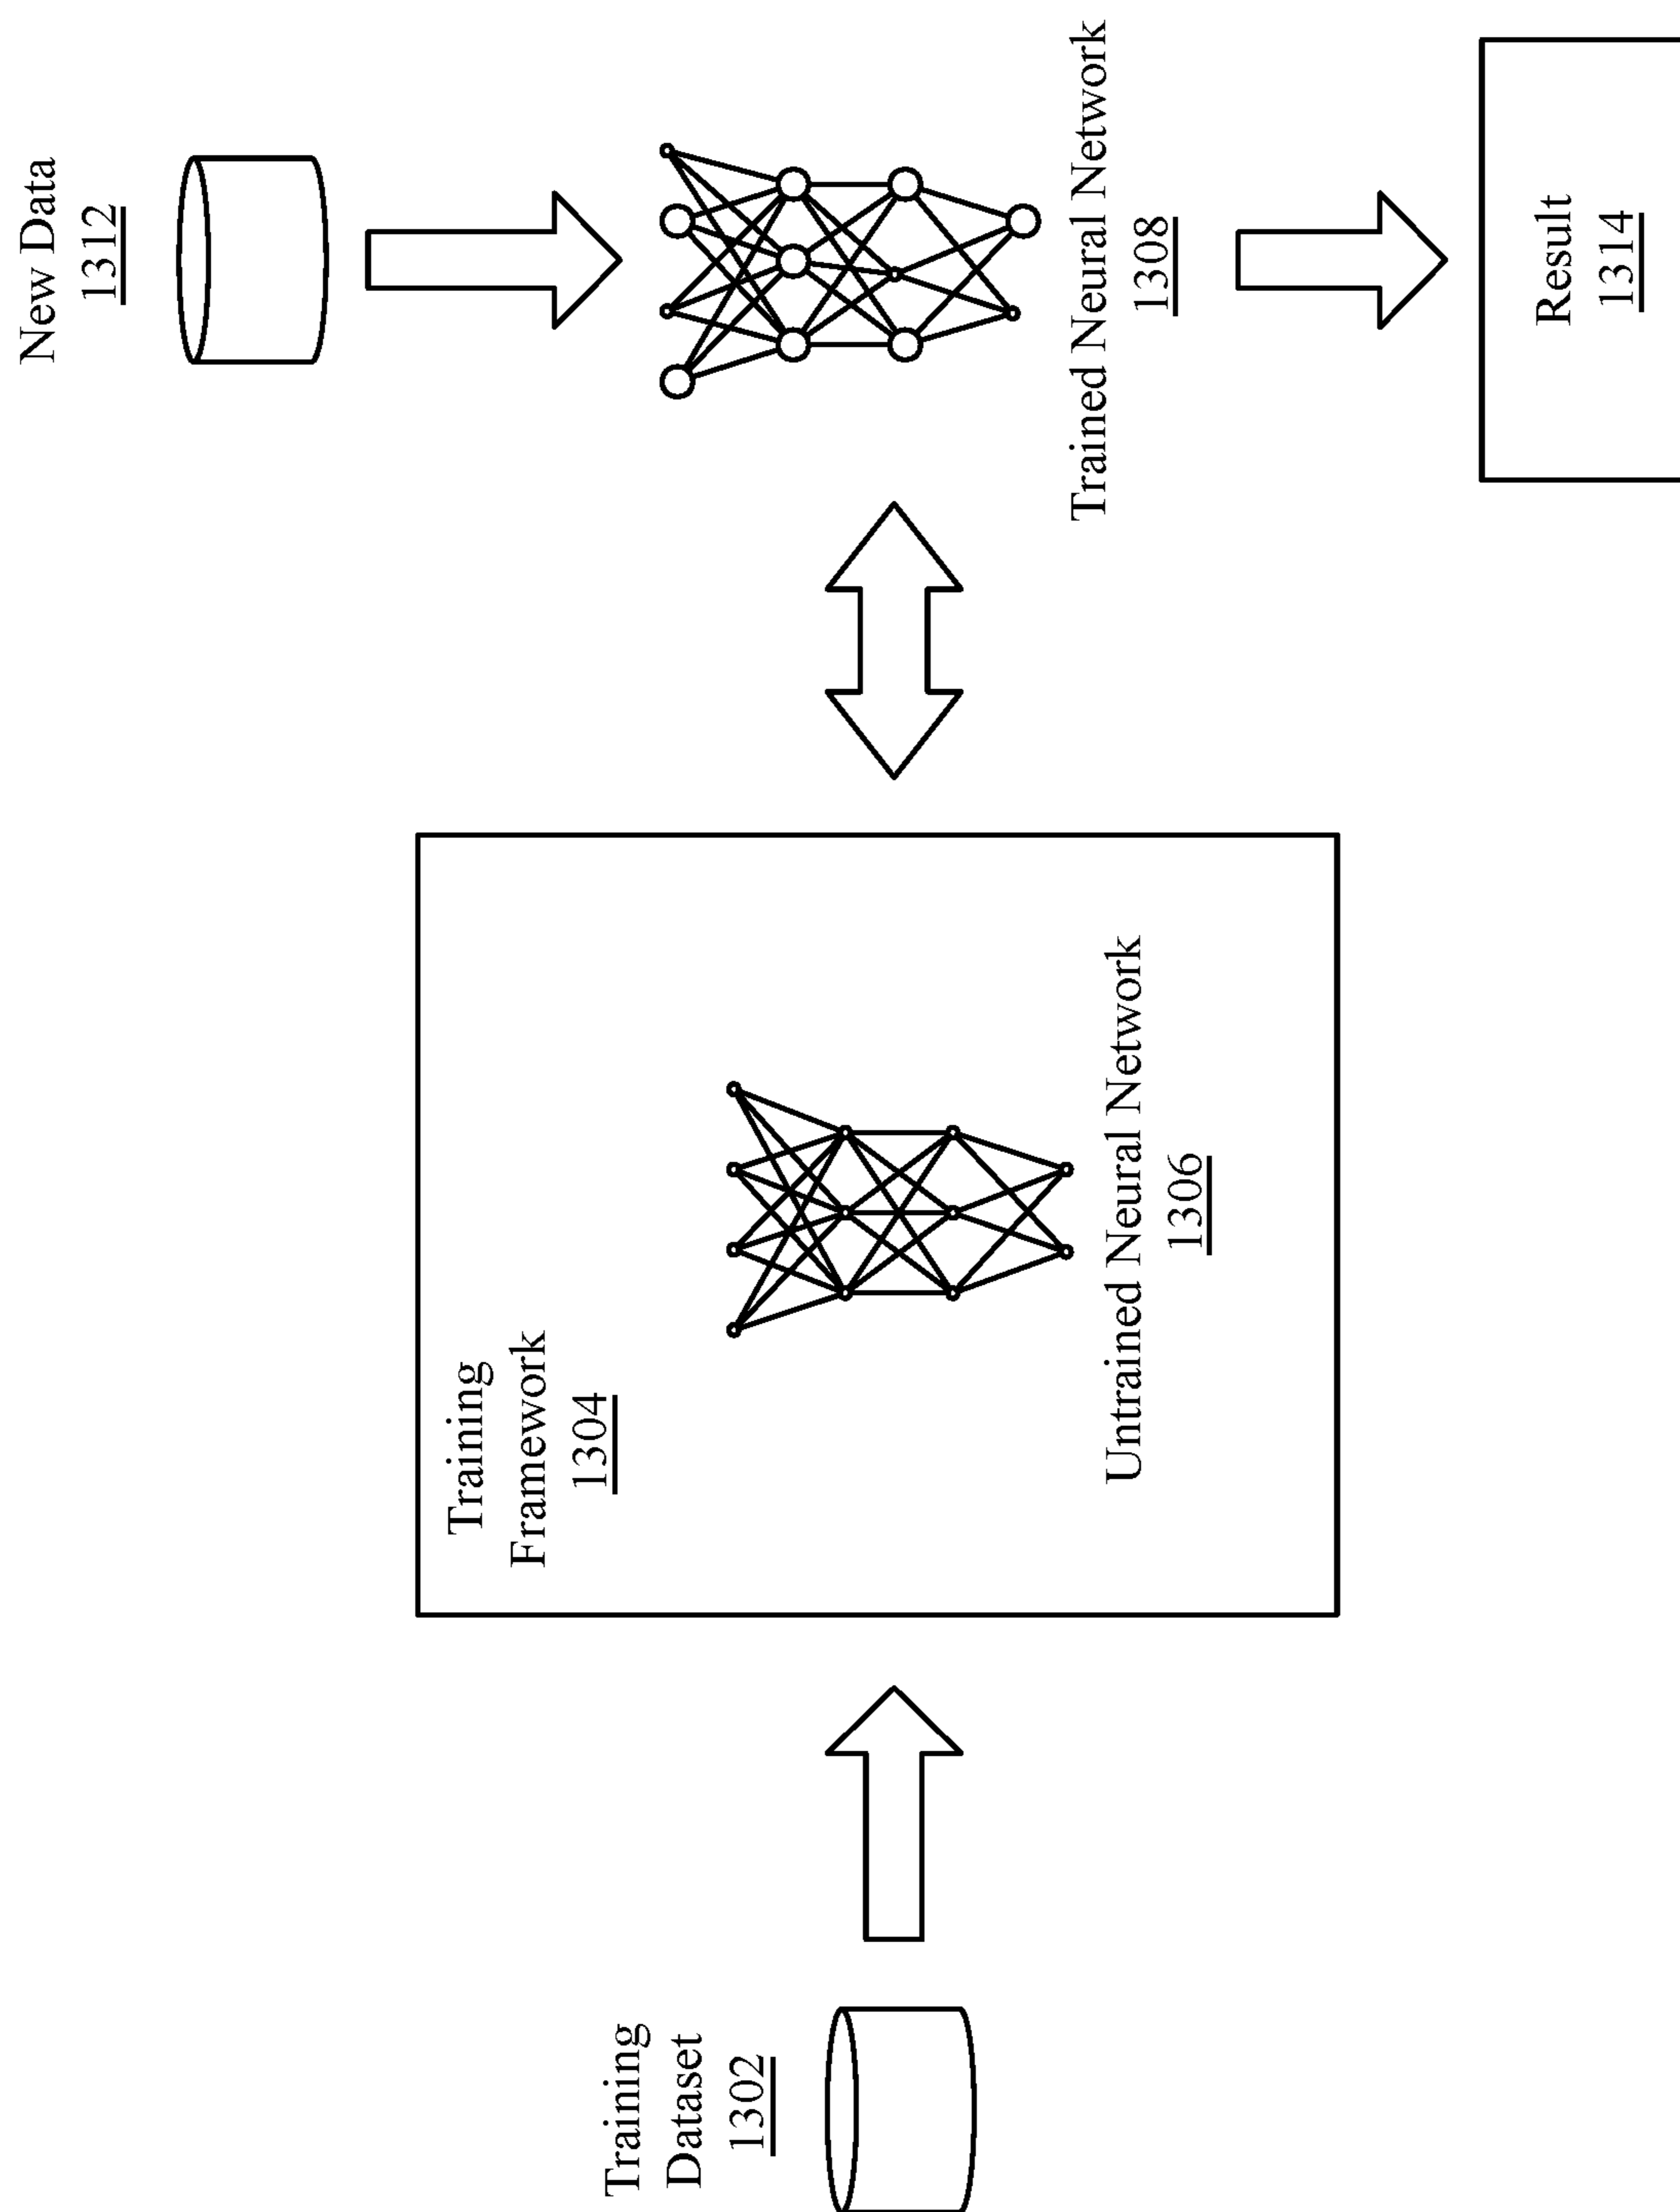 Training
Dataset
1302
Training
Framework
1304
Untrained Neural Network
1306
New Data
1312
Trained Neural Network
1308
Result
1314